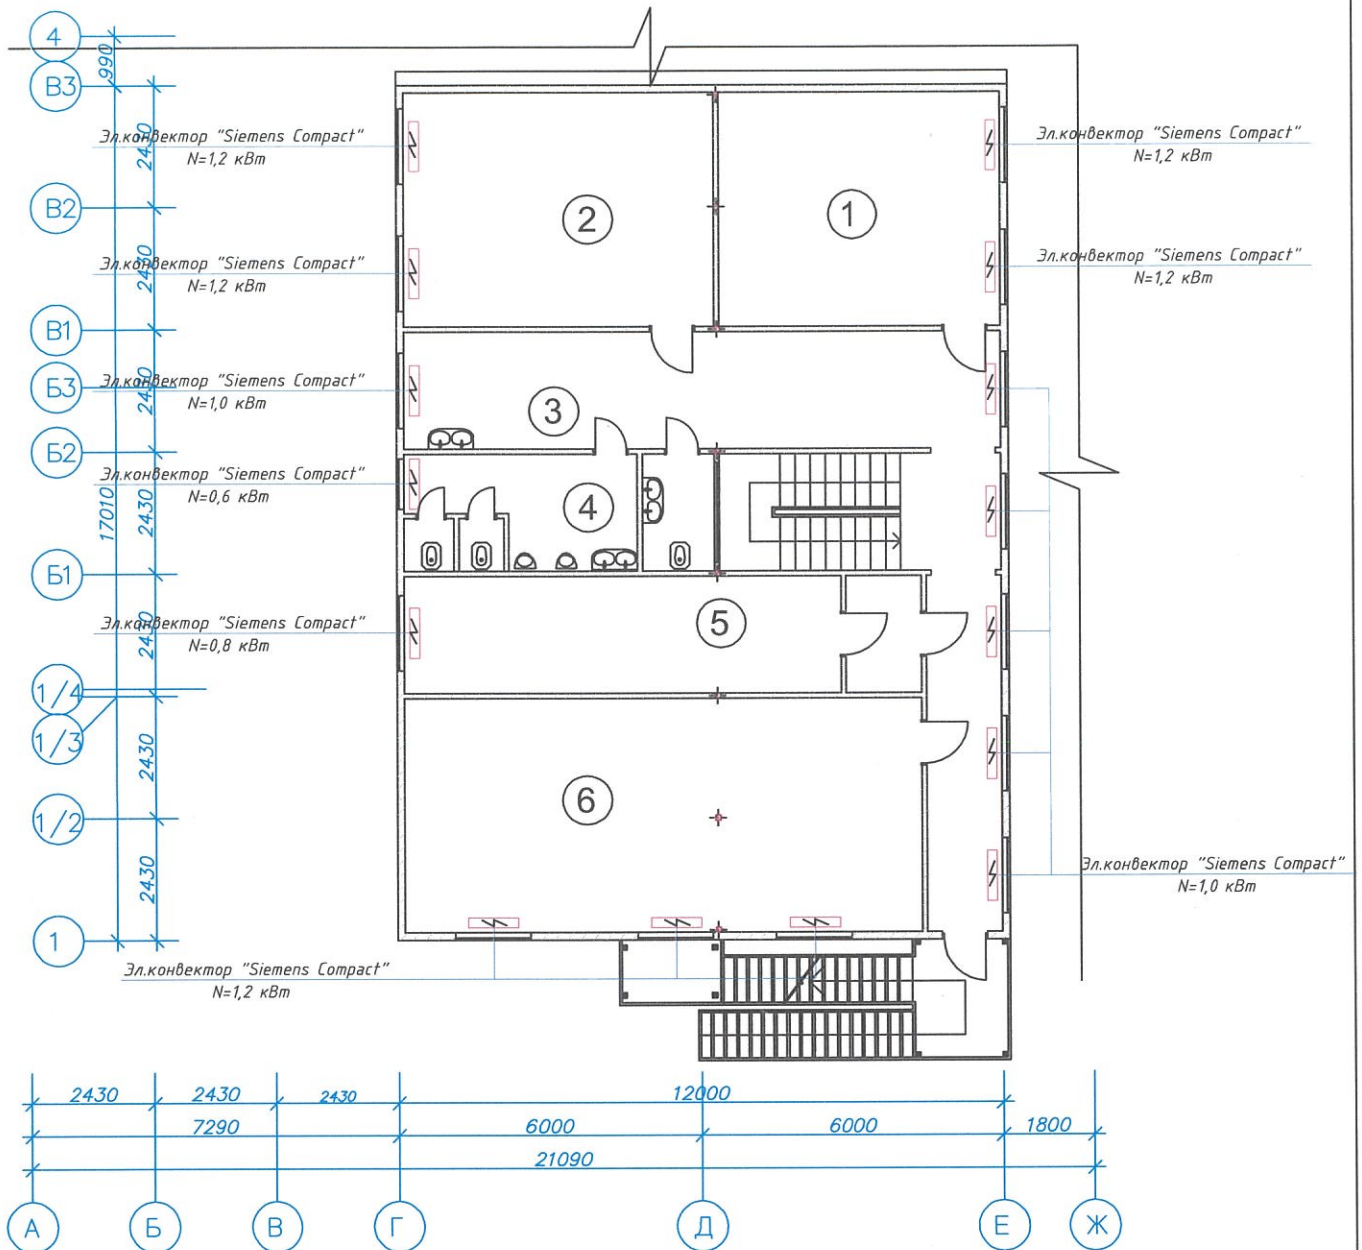 4
990
В3
Эл.конвектор "Siemens Compact"
N=1,2 кВт
2430
Эл.конвектор "Siemens Compact"
N=1,2 кВт
В2
2
1
Эл.конвектор "Siemens Compact"
N=1,2 кВт
2430
Эл.конвектор "Siemens Compact"
N=1,2 кВт
В1
Б3
Эл.конвектор "Siemens Compact"
N=1,0 кВт
2430
3
Б2
Эл.конвектор "Siemens Compact"
N=0,6 кВт
17010
2430
4
Б1
Эл.конвектор "Siemens Compact"
N=0,8 кВт
2430
5
1/4
1/3
2430
6
1/2
2430
Эл.конвектор "Siemens Compact"
N=1,0 кВт
1
Эл.конвектор "Siemens Compact"
N=1,2 кВт
2430
2430
2430
12000
7290
6000
6000
1800
21090
А
Б
В
Г
Д
Е
Ж